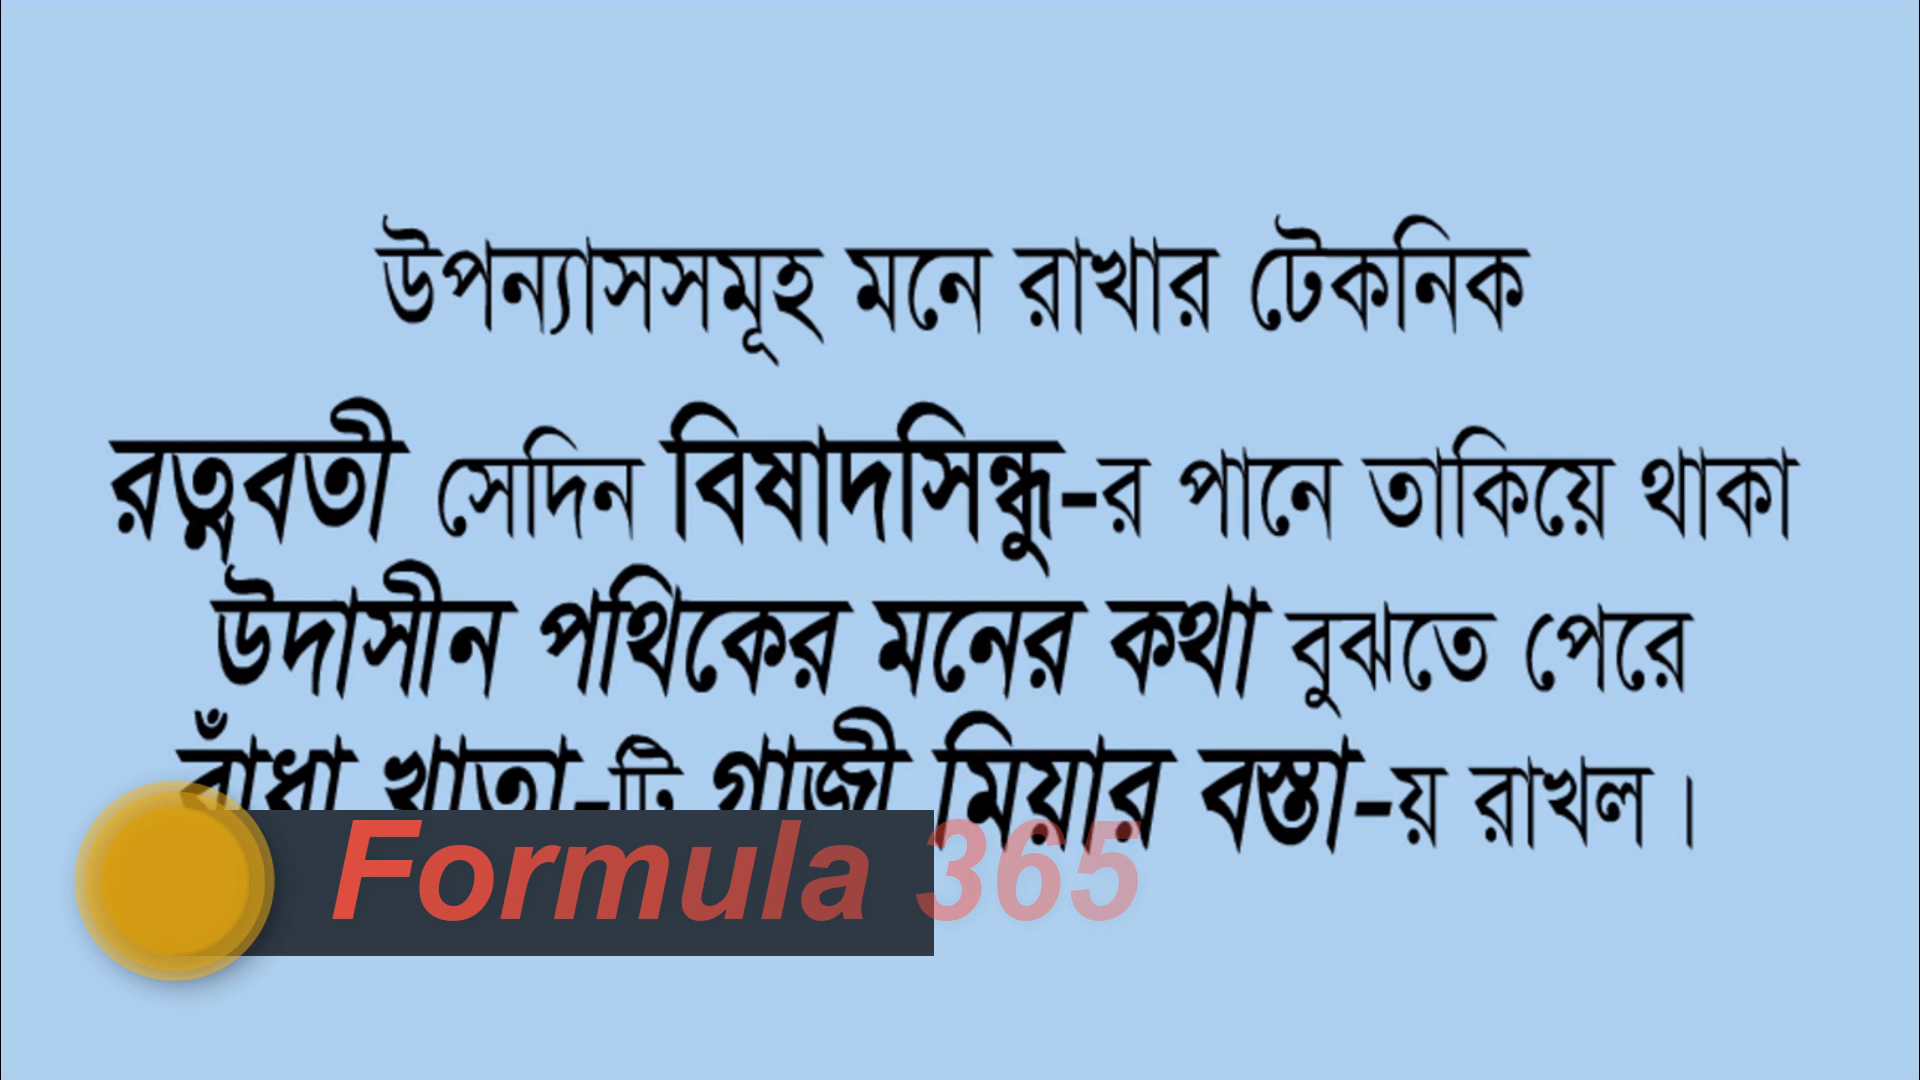 উপন্যাসসমূহ মনে রাখার টেকনিক
রত্নবতী সেদিন বিষাদসিন্ধু-র পানে তাকিয়ে থাকা
উদাসীন পথিকের মনের কথা বুঝতে পেরে
বাঁধা খাতা-টি গাজী মিয়ার বস্তা-য় রাখল।
Formula 365